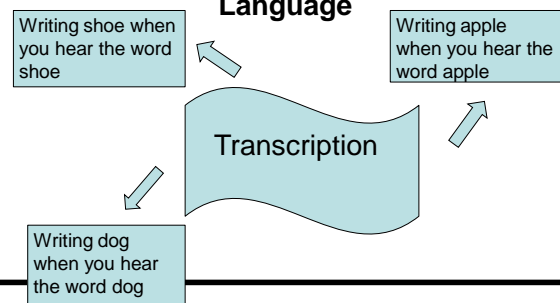 Language
Writing shoe when
you hear the word
shoe
Writing apple
when you hear the
word apple
Transcription
Writing dog
when you hear
the word dog